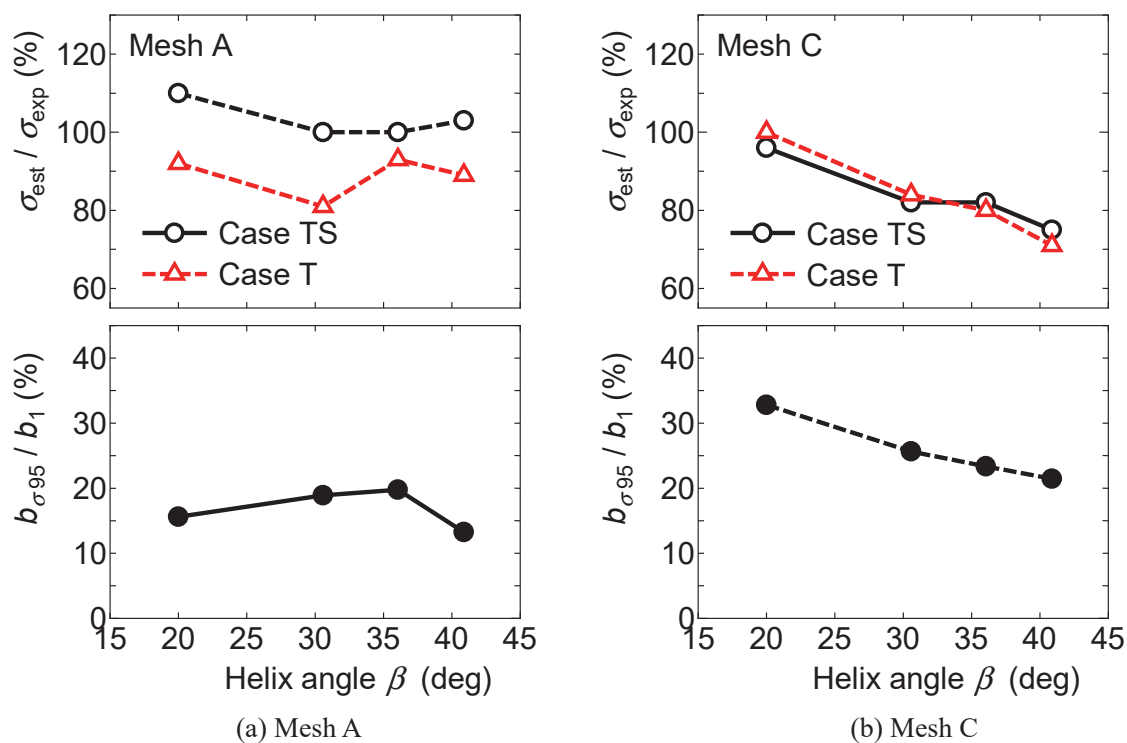 Mesh A
σest / σexp (%)
120
100
80
60
Case TS
Case T
bσ95 / b1 (%)
40
30
20
10
0
15 20 25 30 35 40 45
Helix angle β (deg)
(a) Mesh A
Mesh C
σest / σexp (%)
120
100
80
60
Case TS
Case T
bσ95 / b1 (%)
40
30
20
10
0
15 20 25 30 35 40 45
Helix angle β (deg)
(b) Mesh C